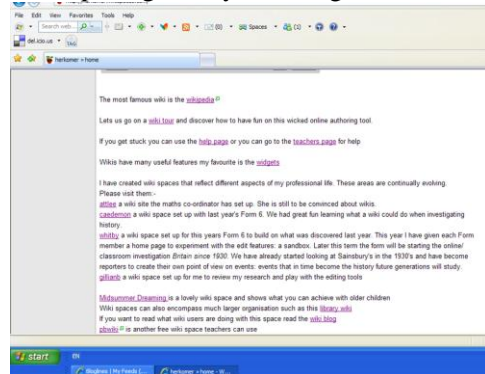 File Edit View Favorites Tools Help
Search web...
(0)
Spaces
(0)
del.icio.us TAG
herkomer » home
The most famous wiki is the wikipedia
Lets us go on a wiki tour and discover how to have fun on this wicked online authoring tool.
If you get stuck you can use the help page or you can go to the teachers page for help
Wikis have many useful features my favourite is the widgets
I have created wiki spaces that reflect different aspects of my professional life. These areas are continually evolving.
Please visit them:-
attles a wiki site the maths co-ordinator has set up. She is still to be convinced about wikis.
caedemon a wiki space set up with last year's Form 6. We had great fun learning what a wiki could do when investigating
history.
whitby a wiki space set up for this years Form 6 to build on what was discovered last year. This year I have given each Form
member a home page to experiment with the edit features: a sandbox. Later this term the form will be starting the online/
classroom investigation Britain since 1930. We have already started looking at Sainsbury's in the 1930's and have become
reporters to create their own point of view on events: events that in time become the history future generations will study.
gillianb a wiki set up for me to review my research and play with the editing tools
Midsummer Dreaming is a lovely wiki space and shows what you can achieve with older children
Wiki spaces can also encompass much larger organisation such as this library wiki
If you want to read what wiki users are doing with this space read the wiki blog
pbwiki is another free wiki space teachers can use
start EN
Bloglines | My Feeds (... herkomer » home - W...